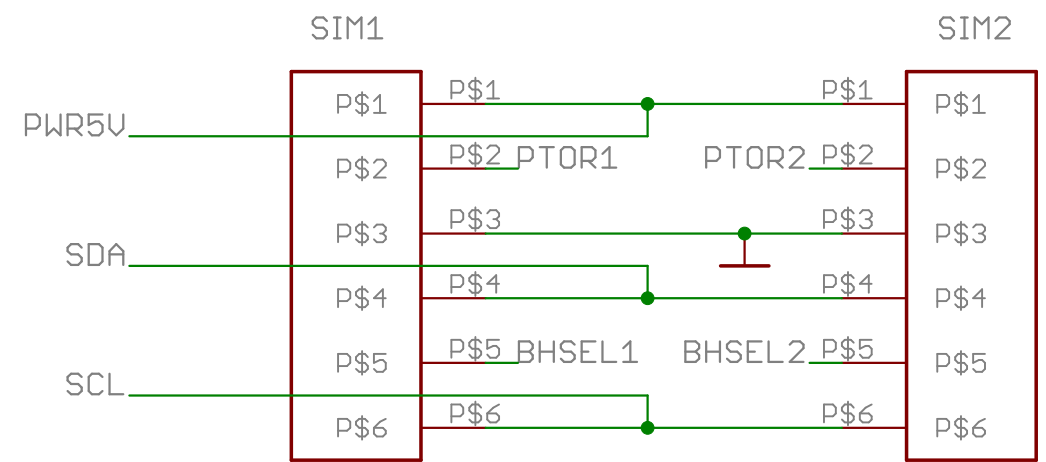 SIM1 SIM2
P$1 P$1 P$1 P$1
PWR5V
P$2 P$2 PTOR1 PTOR2 P$2 P$2
P$3 P$3 P$3 P$3
SDA
P$4 P$4 P$4 P$4
P$5 P$5 BHSEL1 BHSEL2 P$5 P$5
SCL
P$6 P$6 P$6 P$6